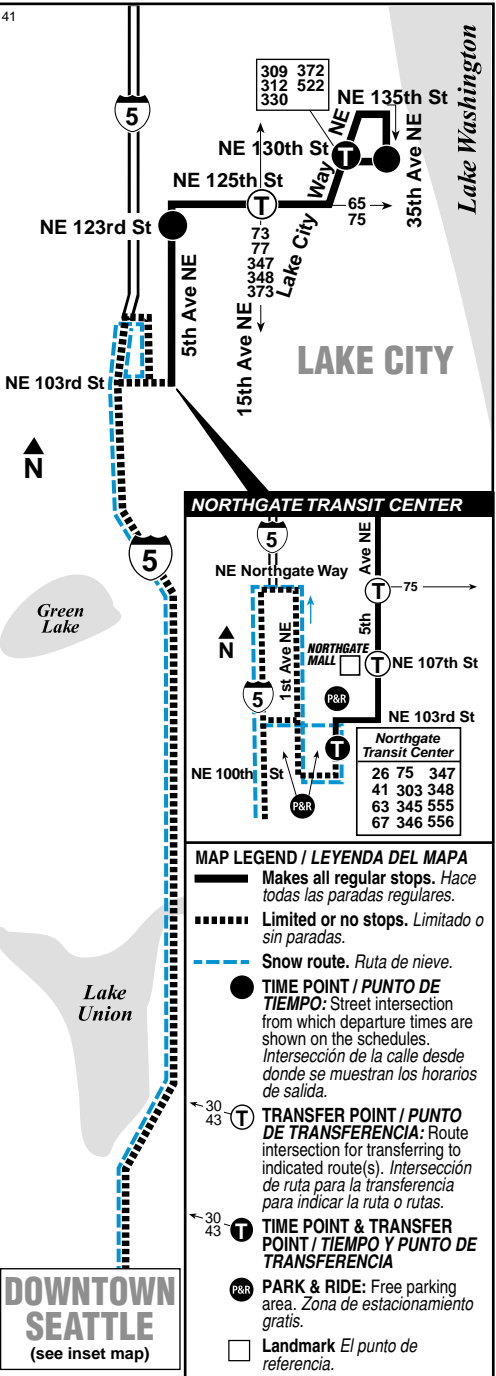 41
5
309 372
312 522
330
NE 135th St
Lake Washington
NE 130th St
T
NE 125th St
Lake City Way NE
35th Ave NE
NE 123rd St
T
65
75
73
77
347
348
373
5th Ave NE
15th Ave NE
LAKE CITY
NE 103rd St
N
5
Green
Lake
NORTHGATE TRANSIT CENTER
5
NE Northgate Way
5th Ave NE
T
75
N
1st Ave NE
NORTHGATE
MALL
T
NE 107th St
5
P&R
NE 103rd St
T
NE 100th St
P&R
Northgate
Transit Center
26 75 347
41 303 348
63 345 555
67 346 556
MAP LEGEND / LEYENDA DEL MAPA
Makes all regular stops. Hace
todas las paradas regulares.
Limited or no stops. Limitado o
sin paradas.
Snow route. Ruta de nieve.
TIME POINT / PUNTO DE
TIEMPO: Street intersection
from which departure times are
shown on the schedules.
Intersección de la calle desde
donde se muestran los horarios
de salida.
30
43
T
TRANSFER POINT / PUNTO
DE TRANSFERENCIA: Route
intersection for transferring to
indicated route(s). Intersección
de ruta para la transferencia
para indicar la ruta o rutas.
30
43
T
TIME POINT & TRANSFER
POINT / TIEMPO Y PUNTO DE
TRANSFERENCIA
P&R
PARK & RIDE: Free parking
area. Zona de estacionamiento
gratis.
Landmark El punto de
referencia.
Lake
Union
DOWNTOWN
SEATTLE
(see inset map)